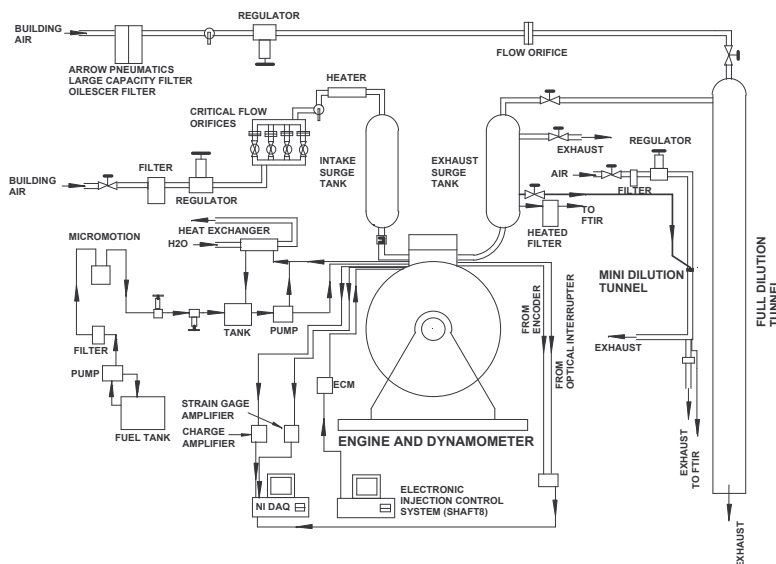 BUILDING
AIR
REGULATOR
FLOW ORIFICE
ARROW PNEUMATICS
LARGE CAPACITY FILTER
OILESCER FILTER
HEATER
CRITICAL FLOW
ORIFICES
FILTER
REGULATOR
BUILDING
AIR
INTAKE
SURGE
TANK
EXHAUST
SURGE
TANK
EXHAUST
REGULATOR
AIR
FILTER
TO
FTIR
HEATED
FILTER
HEAT EXCHANGER
H2O
MICROMOTION
MINI DILUTION
TUNNEL
FULL DILUTION
TUNNEL
TANK
PUMP
FROM
ENCODER
FROM
OPTICAL INTERRUPTER
EXHAUST
FILTER
PUMP
FUEL TANK
ECM
STRAIN GAGE
AMPLIFIER
CHARGE
AMPLIFIER
ENGINE AND DYNAMOMETER
EXHAUST
TO FTIR
NI DAQ
ELECTRONIC
INJECTION CONTROL
SYSTEM (SHAFT8)
EXHAUST